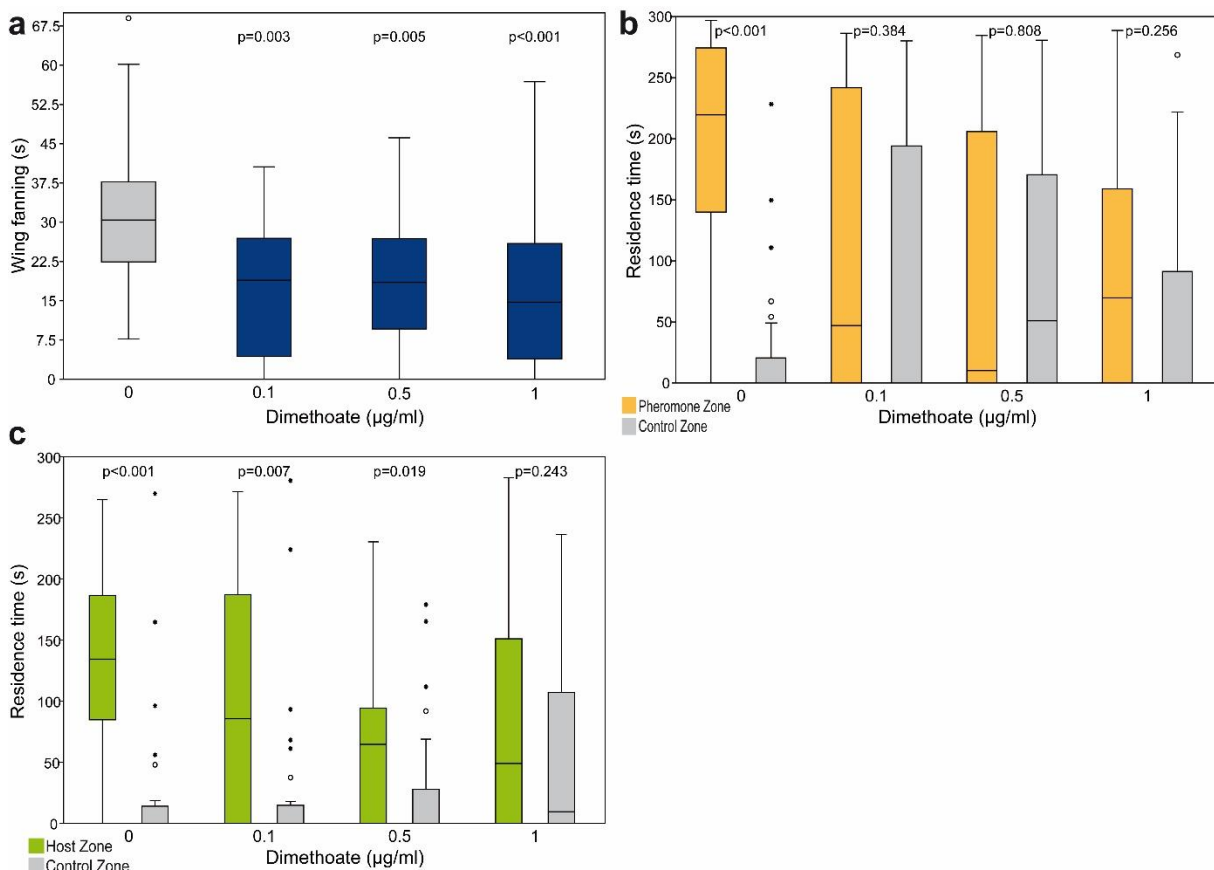 a
67.5
60
52.5
45
37.5
30
22.5
15
7.5
0
Wing fanning (s)
p=0.003 p=0.005 p<0.001
0 0.1 0.5 1
Dimethoate (µg/ml)
b
300
250
200
150
100
50
0
Residence time (s)
p<0.001 p=0.384 p=0.808 p=0.256
0 0.1 0.5 1
Dimethoate (µg/ml)
Pheromone Zone
Control Zone
c
300
250
200
150
100
50
0
Residence time (s)
p<0.001 p=0.007 p=0.019 p=0.243
0 0.1 0.5 1
Dimethoate (µg/ml)
Host Zone
Control Zone